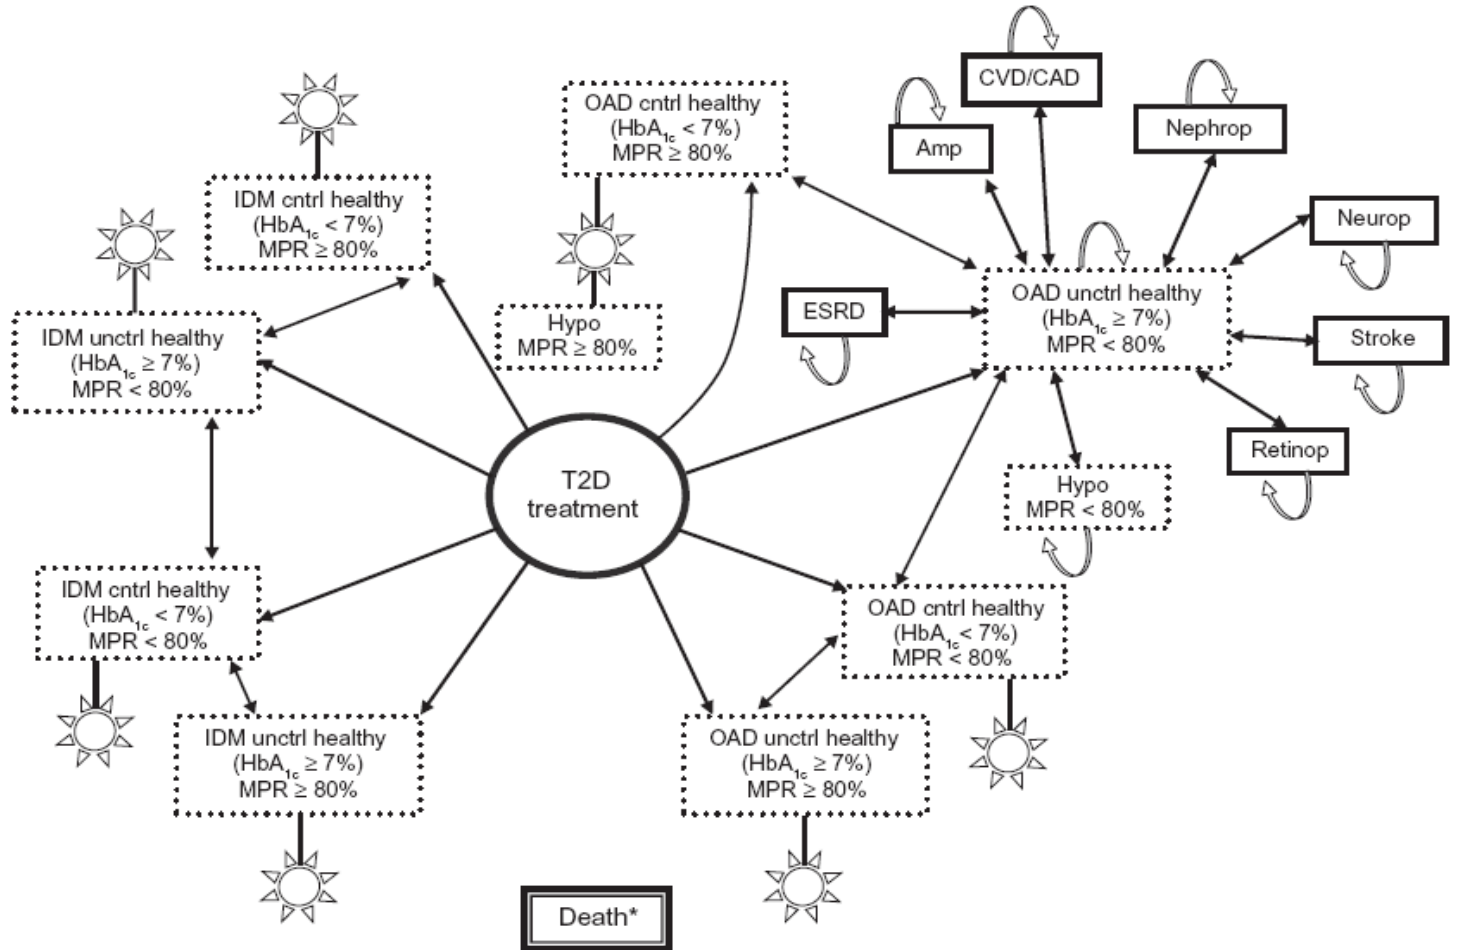 CVD/CAD
OAD cntrl healthy
(HbA1c < 7%)
MPR ≥ 80%
Nephrop
Amp
IDM cntrl healthy
(HbA1c < 7%)
MPR ≥ 80%
Neurop
OAD unctrl healthy
(HbA1c ≥ 7%)
MPR < 80%
ESRD
Hypo
MPR ≥ 80%
IDM unctrl healthy
(HbA1c ≥ 7%)
MPR < 80%
Stroke
Retinop
T2D
treatment
Hypo
MPR < 80%
IDM cntrl healthy
(HbA1c < 7%)
MPR < 80%
OAD cntrl healthy
(HbA1c < 7%)
MPR < 80%
IDM unctrl healthy
(HbA1c ≥ 7%)
MPR ≥ 80%
OAD unctrl healthy
(HbA1c ≥ 7%)
MPR ≥ 80%
Death*